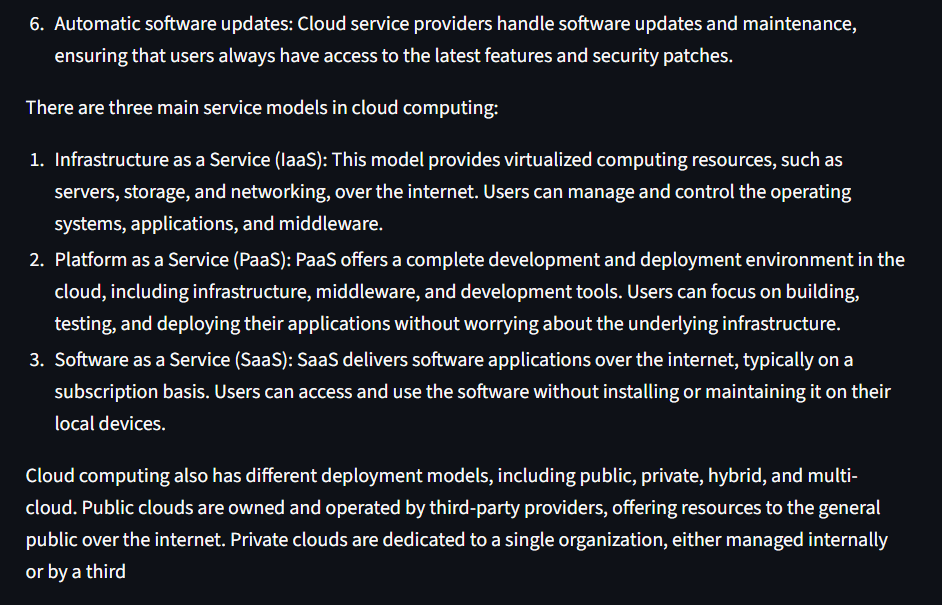 6. Automatic software updates: Cloud service providers handle software updates and maintenance,
ensuring that users always have access to the latest features and security patches.
There are three main service models in cloud computing:
1. Infrastructure as a Service (IaaS): This model provides virtualized computing resources, such as
servers, storage, and networking, over the internet. Users can manage and control the operating
systems, applications, and middleware.
2. Platform as a Service (PaaS): PaaS offers a complete development and deployment environment in the
cloud, including infrastructure, middleware, and development tools. Users can focus on building,
testing, and deploying their applications without worrying about the underlying infrastructure.
3. Software as a Service (SaaS): SaaS delivers software applications over the internet, typically on a
subscription basis. Users can access and use the software without installing or maintaining it on their
local devices.
Cloud computing also has different deployment models, including public, private, hybrid, and multi-
cloud. Public clouds are owned and operated by third-party providers, offering resources to the general
public over the internet. Private clouds are dedicated to a single organization, either managed internally
or by a third